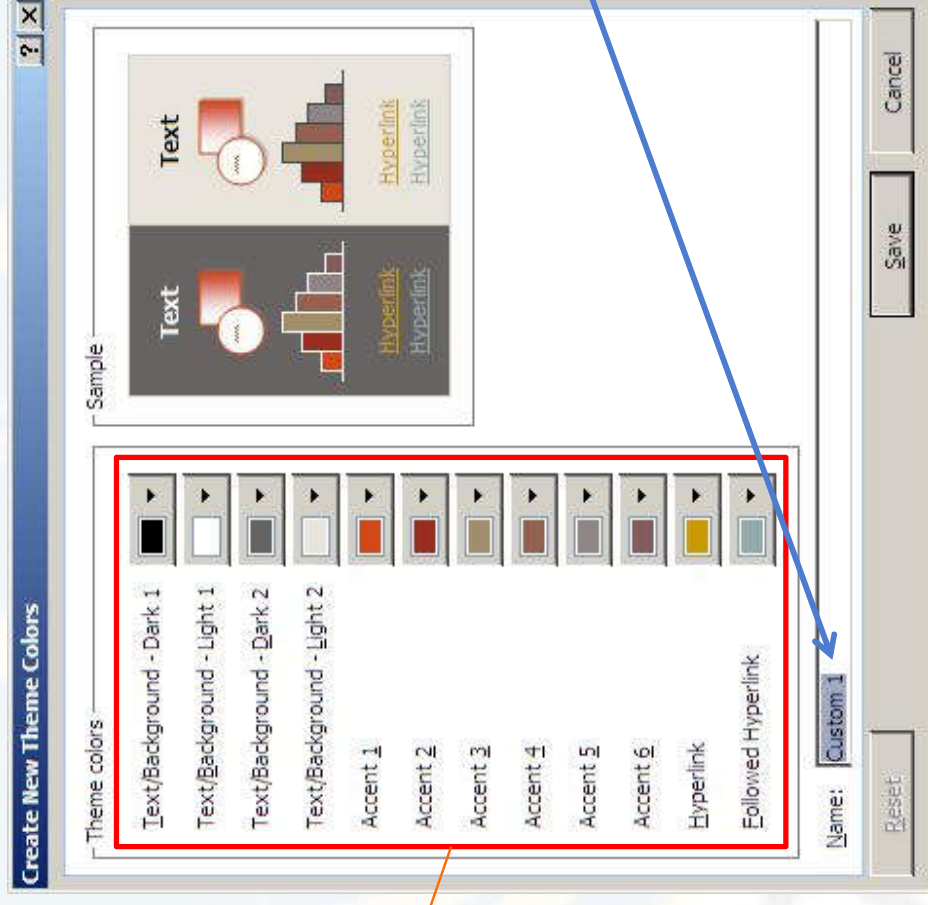 Create New Theme Colors
Theme colors
Text/Background - Dark 1
Text/Background - Light 1
Text/Background - Dark 2
Text/Background - Light 2
Accent 1
Accent 2
Accent 3
Accent 4
Accent 5
Accent 6
Hyperlink
Followed Hyperlink
Sample
Text
Text
Hyperlink
Hyperlink
Hyperlink
Hyperlink
Name: Custom 1
Reset
Save
Cancel